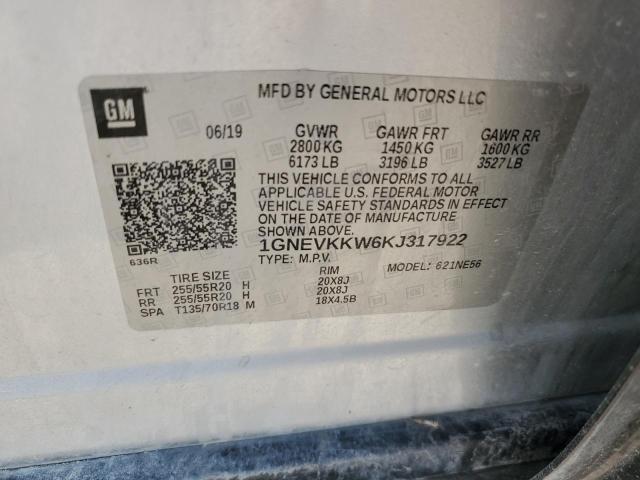 GM
MFD BY GENERAL MOTORS LLC
06/19 GVWR GAWR FRT GAWR RR
2800 KG 1450 KG 1600 KG
6173 LB 3196 LB 3527 LB
THIS VEHICLE CONFORMS TO ALL
APPLICABLE U.S. FEDERAL MOTOR
VEHICLE SAFETY STANDARDS IN EFFECT
ON THE DATE OF MANUFACTURE
SHOWN ABOVE.
1GNEVKKW6KJ317922
636R
TYPE: M.P.V. MODEL: 621NE56
TIRE SIZE RIM
FRT 255/55R20 H 20X8J
RR 255/55R20 H 20X8J
SPA T135/70R18 M 18X4.5B